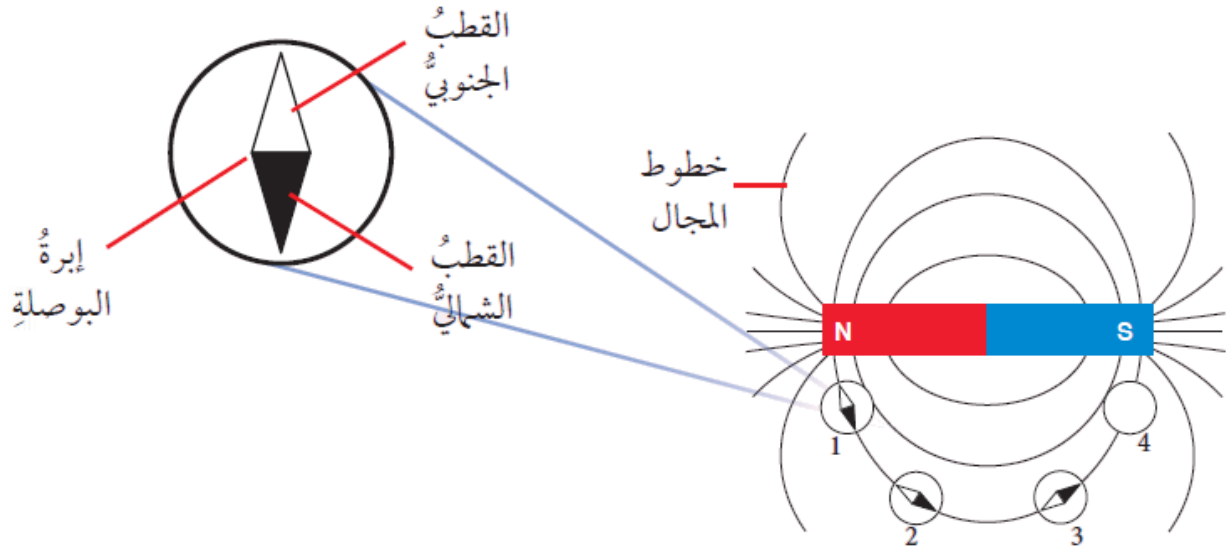 القطبُ
الجنوبيُّ
إبرةُ
البوصلةِ
القطبُ
الشماليُّ
خطوط
المجال
N
S
1
2
3
4